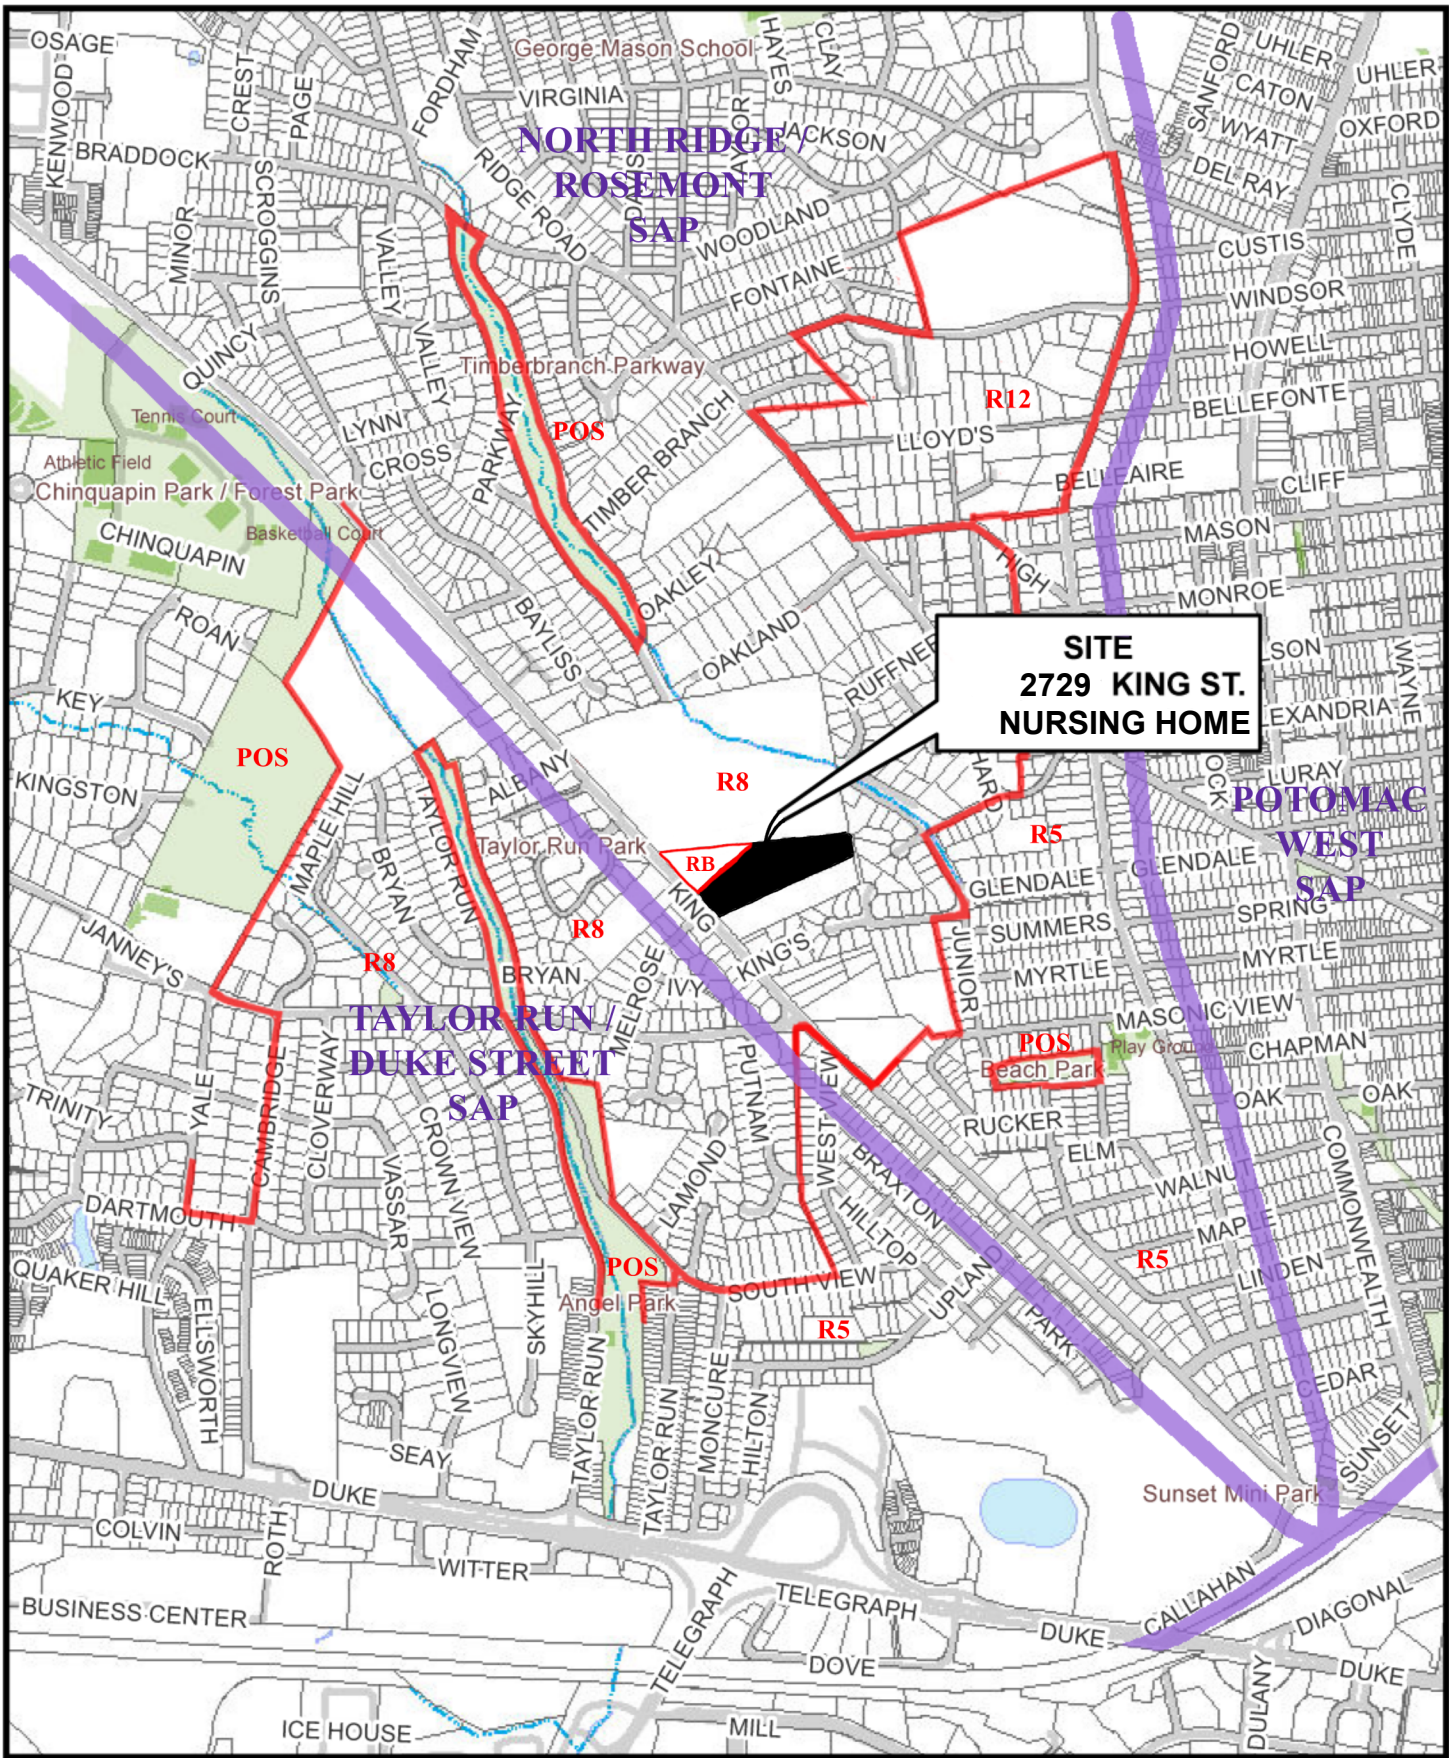 OSAGE
KENWOOD
CREST
PAGE
FORDHAM
George Mason School
HAYES
CLAY
SANFORD
UHLER
UHLER
CATON
VIRGINIA
OXFORD
WYATT
JACKSON
BRADDOCK
NORTH RIDGE /
ROSEMONT
SAP
DEL RAY
SCROGGINS
RIDGE ROAD
CLYDE
MINOR
VALLEY
WOODLAND
CUSTIS
FONTAINE
WINDSOR
QUINCY
VALLEY
Timberbranch Parkway
HOWELL
Tennis Court
R12
BELLEFONTE
LYNN
PARKWAY
POS
TIMBER BRANCH
LLOYD'S
Athletic Field
CROSS
BELLEAIRE
CLIFF
Chinquapin Park / Forest Park
CHINQUAPIN
Basketball Court
MASON
HIGH
OAKLEY
MONROE
ROAN
BAYLISS
OAKLAND
RUFFNER
SITE
2729 KING ST.
NURSING HOME
SON
WAYNE
KEY
EXANDRIA
POS
ALBANY
R8
HARD
OCK
LURAY
KINGSTON
MAPLE HILL
TAYLOR RUN
POTOMAC
WEST
SAP
Taylor Run Park
RB
R5
GLENDALE
BRYAN
KING
GLENDALE
SPRING
JANNEY'S
R8
SUMMERS
R8
BRYAN
MELROSE
IVY
KING'S
JUNIOR
MYRTLE
MYRTLE
TAYLOR RUN /
DUKE STREET
SAP
MASONIC VIEW
POS
Play Ground
CHAPMAN
Beach Park
YALE
CAMBRIDGE
CLOVERWAY
PUTNAM
WESTVIEW
TRINITY
OAK
OAK
CROWN VIEW
RUCKER
VASSAR
LAMOND
BRAXTON
ELM
COMMONWEALTH
WALNUT
DARTMOUTH
HILLTOP
MAPLE
QUAKER HILL
POS
R5
LINDEN
ELLSWORTH
LONGVIEW
SKYHILL
Angel Park
SOUTH VIEW
UPLAND
PARK
R5
TAYLOR RUN
TAYLOR RUN
MONCURE
HILTON
CEDAR
SUNSET
SEAY
Sunset Mini Park
DUKE
COLVIN
ROTH
WITTER
TELEGRAPH
TELEGRAPH
CALLAHAN
DIAGONAL
BUSINESS CENTER
DUKE
DOVE
DUKE
DULANY
ICE HOUSE
MILL